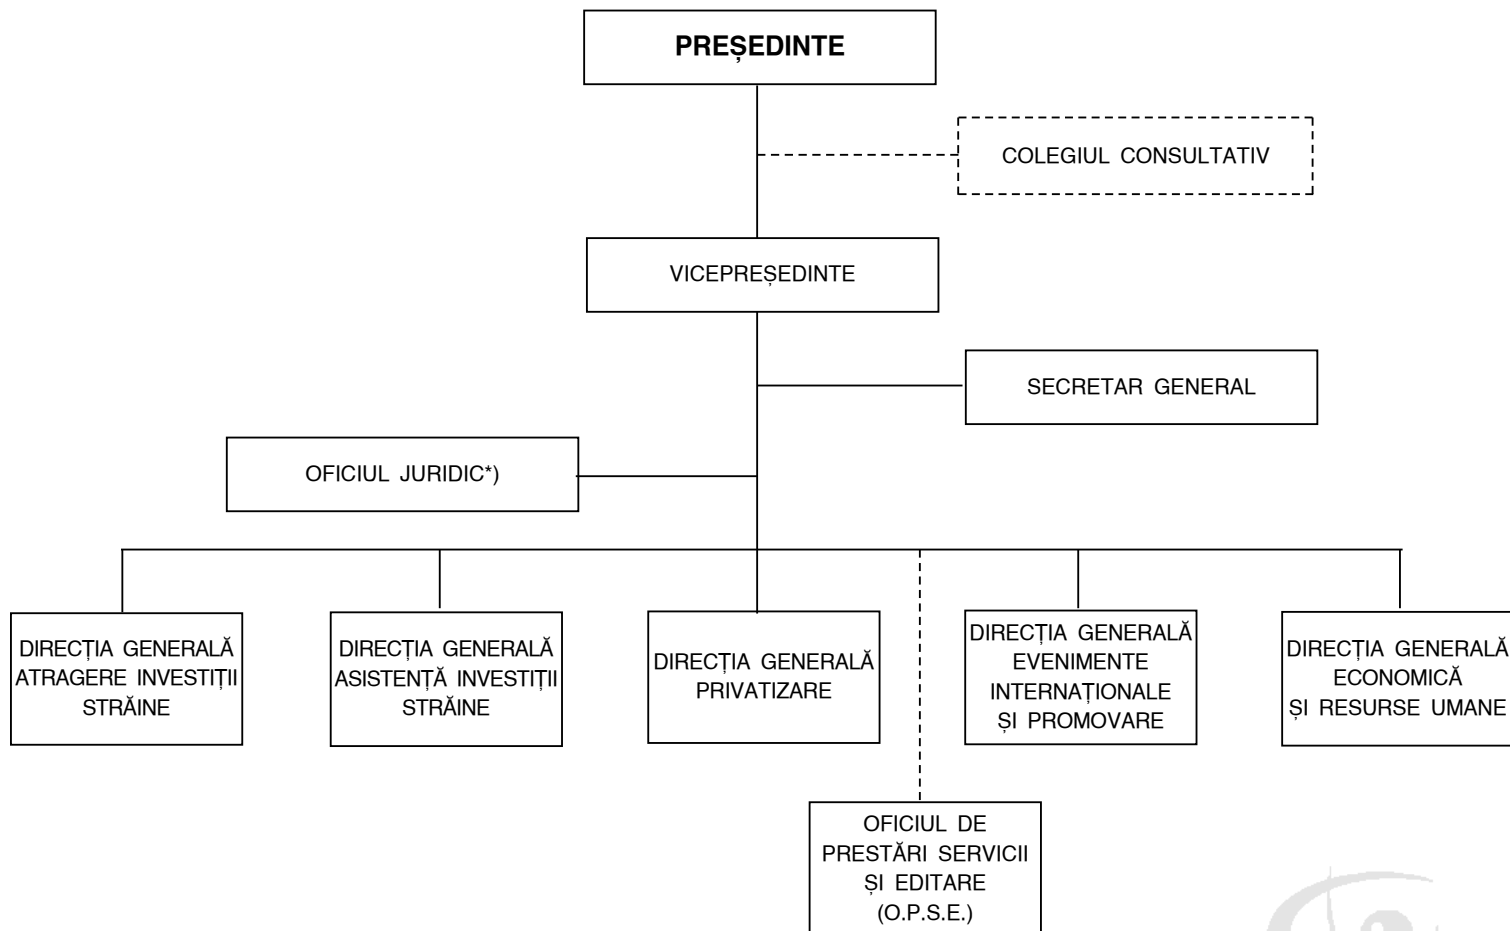 PREȘEDINTE
COLEGIUL CONSULTATIV
VICEPREȘEDINTE
SECRETAR GENERAL
OFICIUL JURIDIC*)
DIRECȚIA GENERALĂ
ATRAGERE INVESTIȚII
STRĂINE
DIRECȚIA GENERALĂ
ASISTENȚĂ INVESTIȚII
STRĂINE
DIRECȚIA GENERALĂ
PRIVATIZARE
DIRECȚIA GENERALĂ
EVENIMENTE
INTERNAȚIONALE
ȘI PROMOVARE
DIRECȚIA GENERALĂ
ECONOMICĂ
ȘI RESURSE UMANE
OFICIUL DE
PRESTĂRI SERVICII
ȘI EDITARE
(O.P.S.E.)